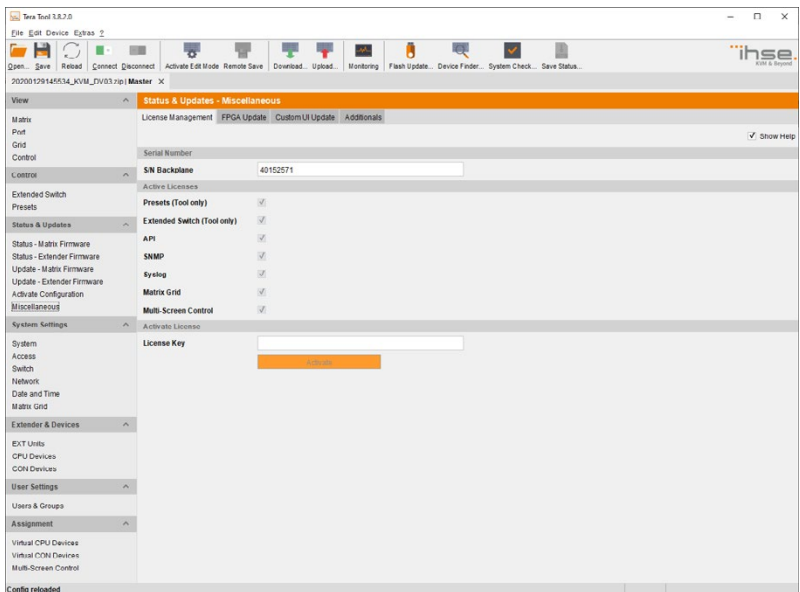 Tera Tool 3.8.2.0
File Edit Device Extras ?
Open... Save Reload Connect Disconnect Activate Edit Mode Remote Save Download... Upload... Monitoring Flash Update... Device Finder... System Check... Save Status...
ihse.
KVM & Beyond
20200129145534_KVM_DV03.zip | Master X
View
Matrix
Port
Grid
Control
Control
Extended Switch
Presets
Status & Updates
Status - Matrix Firmware
Status - Extender Firmware
Update - Matrix Firmware
Update - Extender Firmware
Activate Configuration
Miscellaneous
System Settings
System
Access
Switch
Network
Date and Time
Matrix Grid
Extender & Devices
EXT Units
CPU Devices
CON Devices
User Settings
Users & Groups
Assignment
Virtual CPU Devices
Virtual CON Devices
Multi-Screen Control
Status & Updates - Miscellaneous
License Management FPGA Update Custom UI Update Additionals
Show Help
Serial Number
S/N Backplane 40152571
Active Licenses
Presets (Tool only)
Extended Switch (Tool only)
API
SNMP
Syslog
Matrix Grid
Multi-Screen Control
Activate License
License Key
Activate
Config reloaded